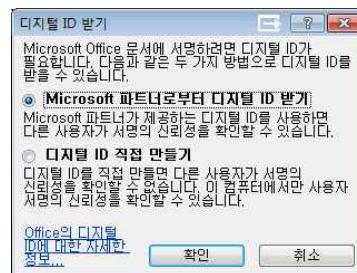 디지털 ID 받기
Microsoft Office 문서에 서명하려면 디지털 ID가
필요합니다. 다음과 같은 두 가지 방법으로 디지털 ID를
받을 수 있습니다.
Microsoft 파트너로부터 디지털 ID 받기
Microsoft 파트너가 제공하는 디지털 ID를 사용하면
다른 사용자가 서명의 신뢰성을 확인할 수 있습니다.
디지털 ID 직접 만들기
디지털 ID를 직접 만들면 다른 사용자가 서명의
신뢰성을 확인할 수 없습니다. 이 컴퓨터에서만 사용자
서명의 신뢰성을 확인할 수 있습니다.
Office의 디지털
ID에 대한 자세한
정보...
확인
취소